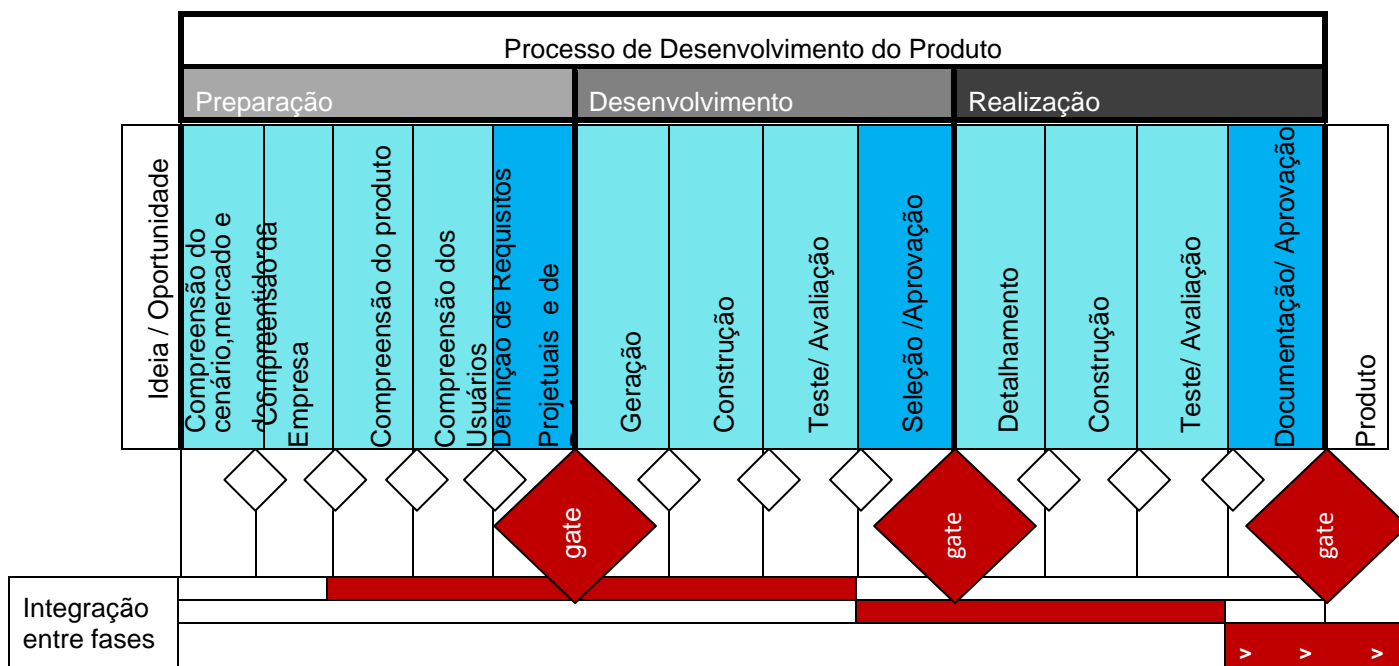 Processo de Desenvolvimento do Produto
Preparação
Desenvolvimento
Realização
Ideia / Oportunidade
Compreensão do
cenário,mercado e
Empresa
Compreensão do produto
Compreensão dos
Usuários
Definição de Requisitos
Projetuais e de
Geração
Construção
Teste/ Avaliação
Seleção /Aprovação
Detalhamento
Construção
Teste/ Avaliação
Documentação/ Aprovação
Produto
gate
gate
gate
Integração
entre fases
> > >